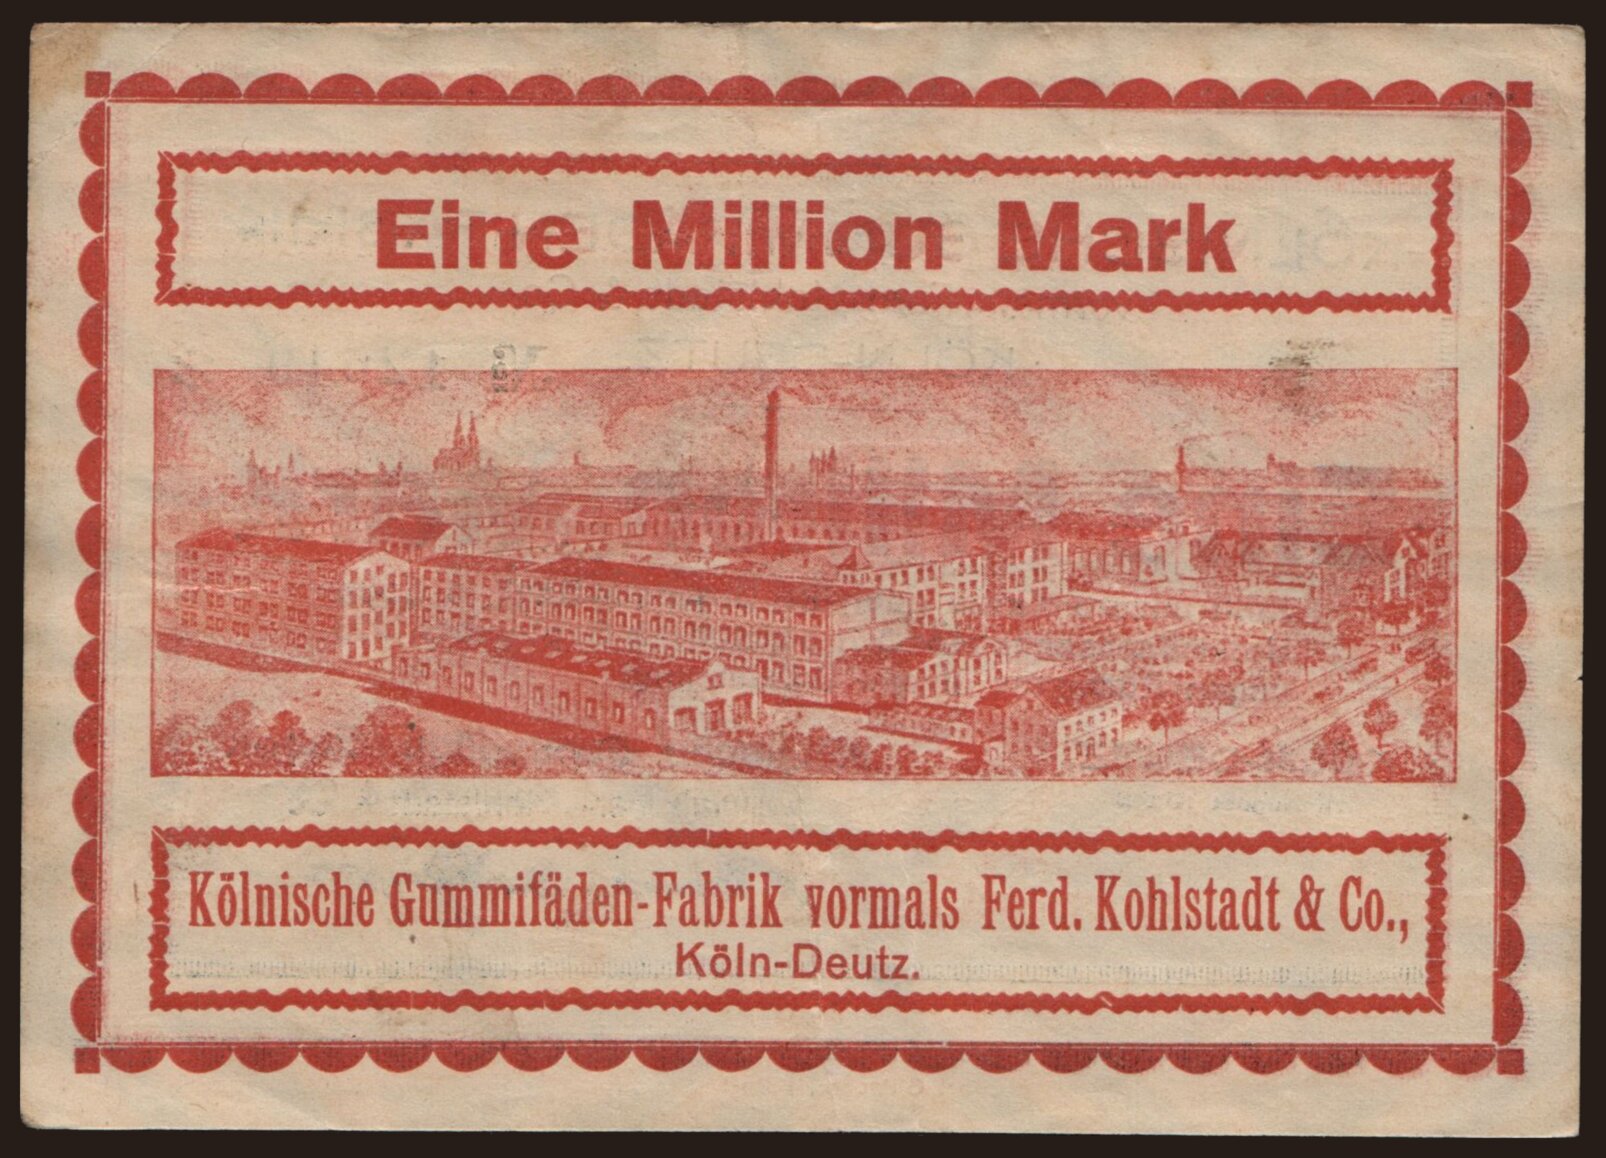 Eine Million Mark
Kölnische Gummifäden-Fabrik vormals Ferd. Kohlstadt & Co.,
Köln-Deutz.